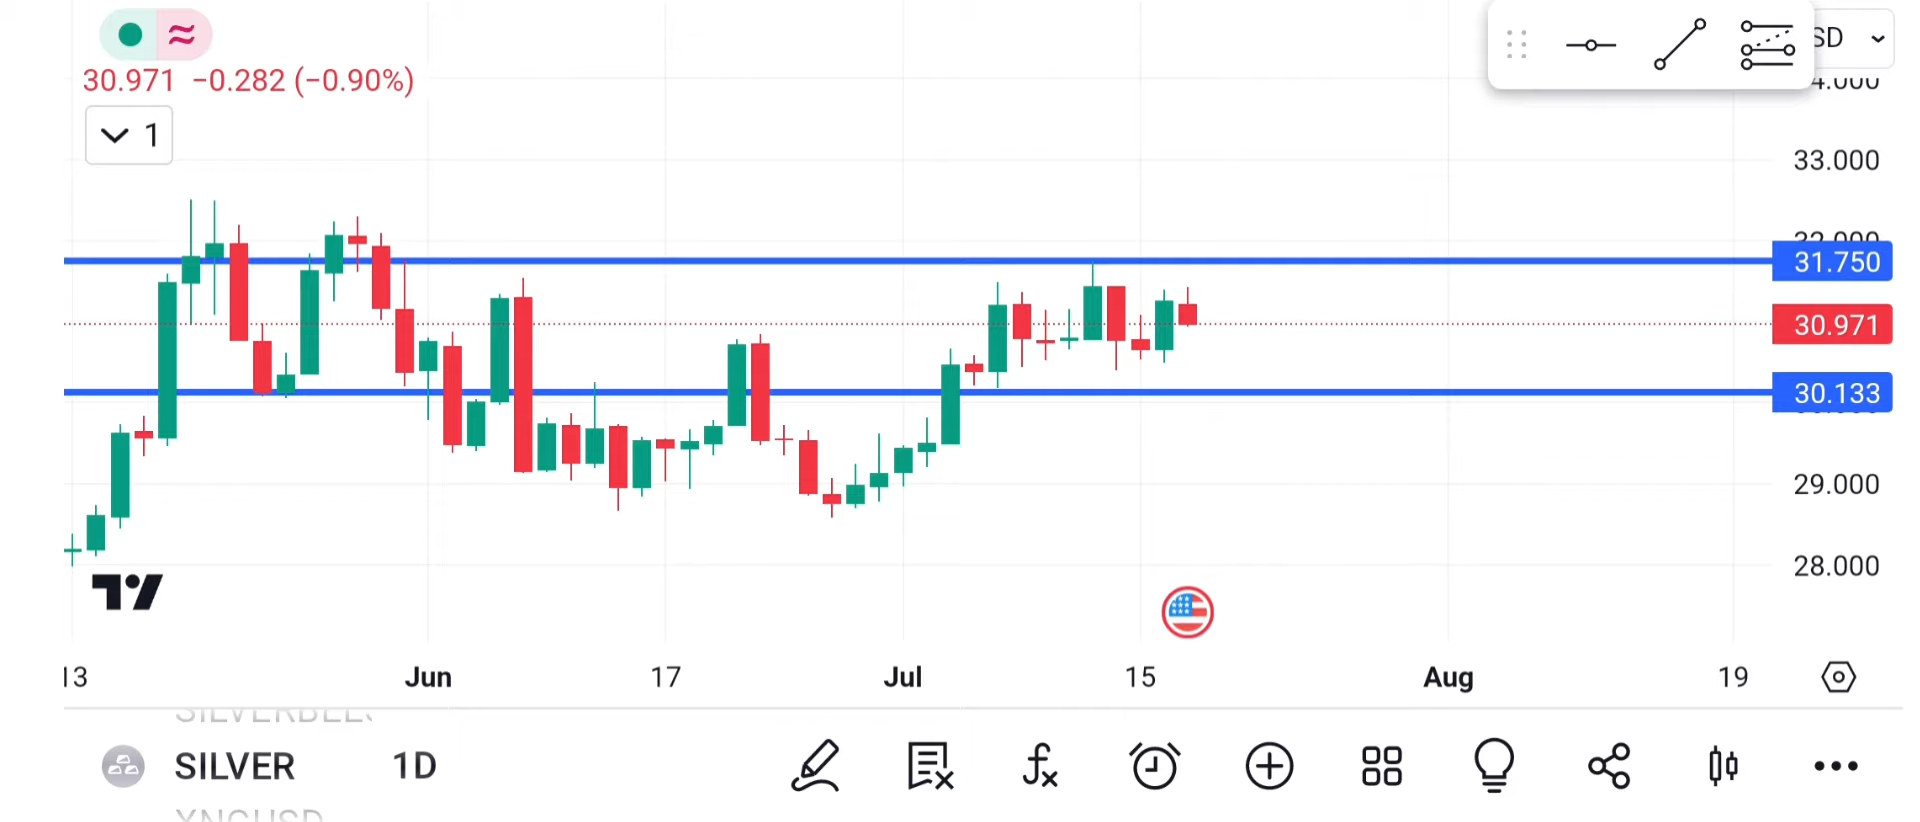 SD
30.971 −0.282 (−0.90%)
1
33.000
31.750
30.971
30.133
29.000
28.000
13 Jun 17 Jul 15 Aug 19
SILVER 1D